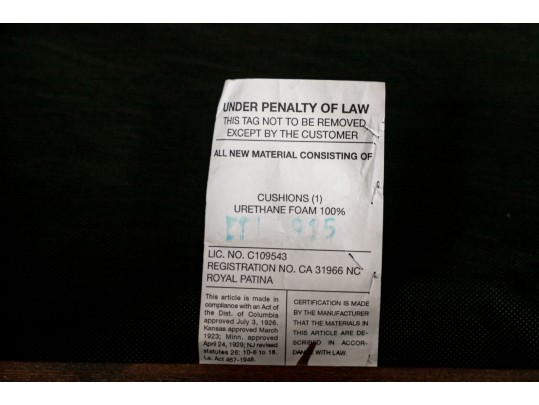 UNDER PENALTY OF LAW
THIS TAG NOT TO BE REMOVED
EXCEPT BY THE CUSTOMER
ALL NEW MATERIAL CONSISTING OF
CUSHIONS (1)
URETHANE FOAM 100%
LIC. NO. C109543
REGISTRATION NO. CA 31966 NC
ROYAL PATINA
This article is made in
compliance with an Act of
the Dist. of Columbia
approved July 3, 1926.
Kansas approved March
1923; Minn. approved
April 24, 1929; NJ revised
statutes 26; 10-6 to 18.
La. Act 467-1948.
CERTIFICATION IS MADE
BY THE MANUFACTURER
THAT THE MATERIALS IN
THIS ARTICLE ARE DE-
SCRIBED IN ACCOR-
DANCE WITH LAW.